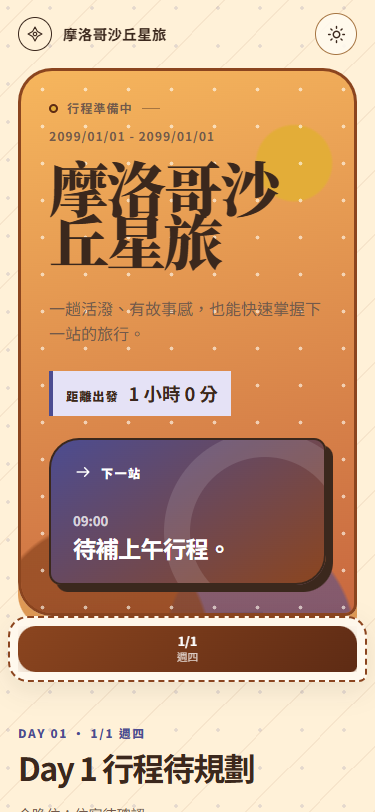 摩洛哥沙丘星旅
行程準備中
2099/01/01 - 2099/01/01
摩洛哥沙
丘星旅
一趟活潑、有故事感，也能快速掌握下
一站的旅行。
距離出發 1 小時 0 分
下一站
09:00
待補上午行程。
1/1
週四
DAY 01 · 1/1 週四
Day 1 行程待規劃